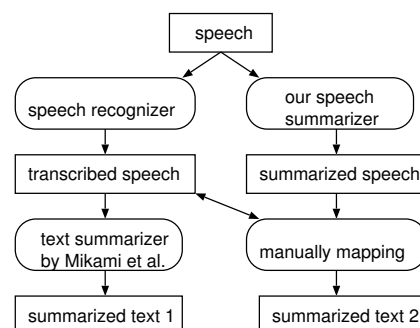 speech
speech recognizer
our speech
summarizer
transcribed speech
summarized speech
text summarizer
by Mikami et al.
manually mapping
summarized text 1
summarized text 2